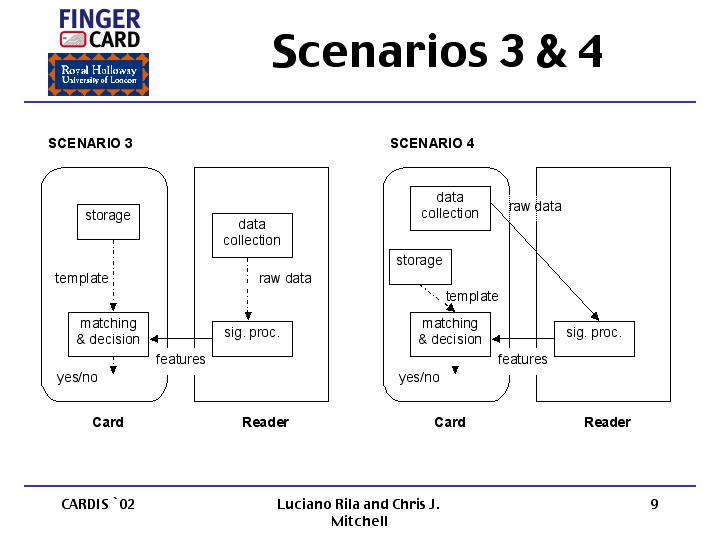 FINGER
CARD
Royal Holloway
University of London
Scenarios 3 & 4
SCENARIO 3
storage
data
collection
template
raw data
matching
& decision
sig. proc.
features
yes/no
Card
Reader
SCENARIO 4
data
collection
raw data
storage
template
matching
& decision
sig. proc.
features
yes/no
Card
Reader
CARDIS `02
Luciano Rila and Chris J.
Mitchell
9